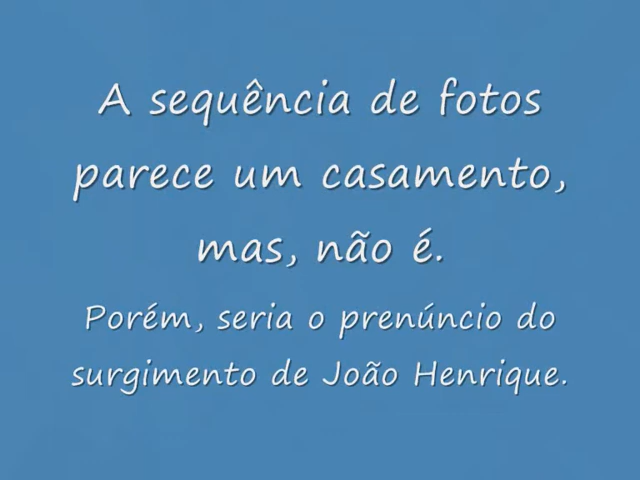 A sequência de fotos
parece um casamento,
mas, não é.
Porém, seria o prenúncio do
surgimento de João Henrique.